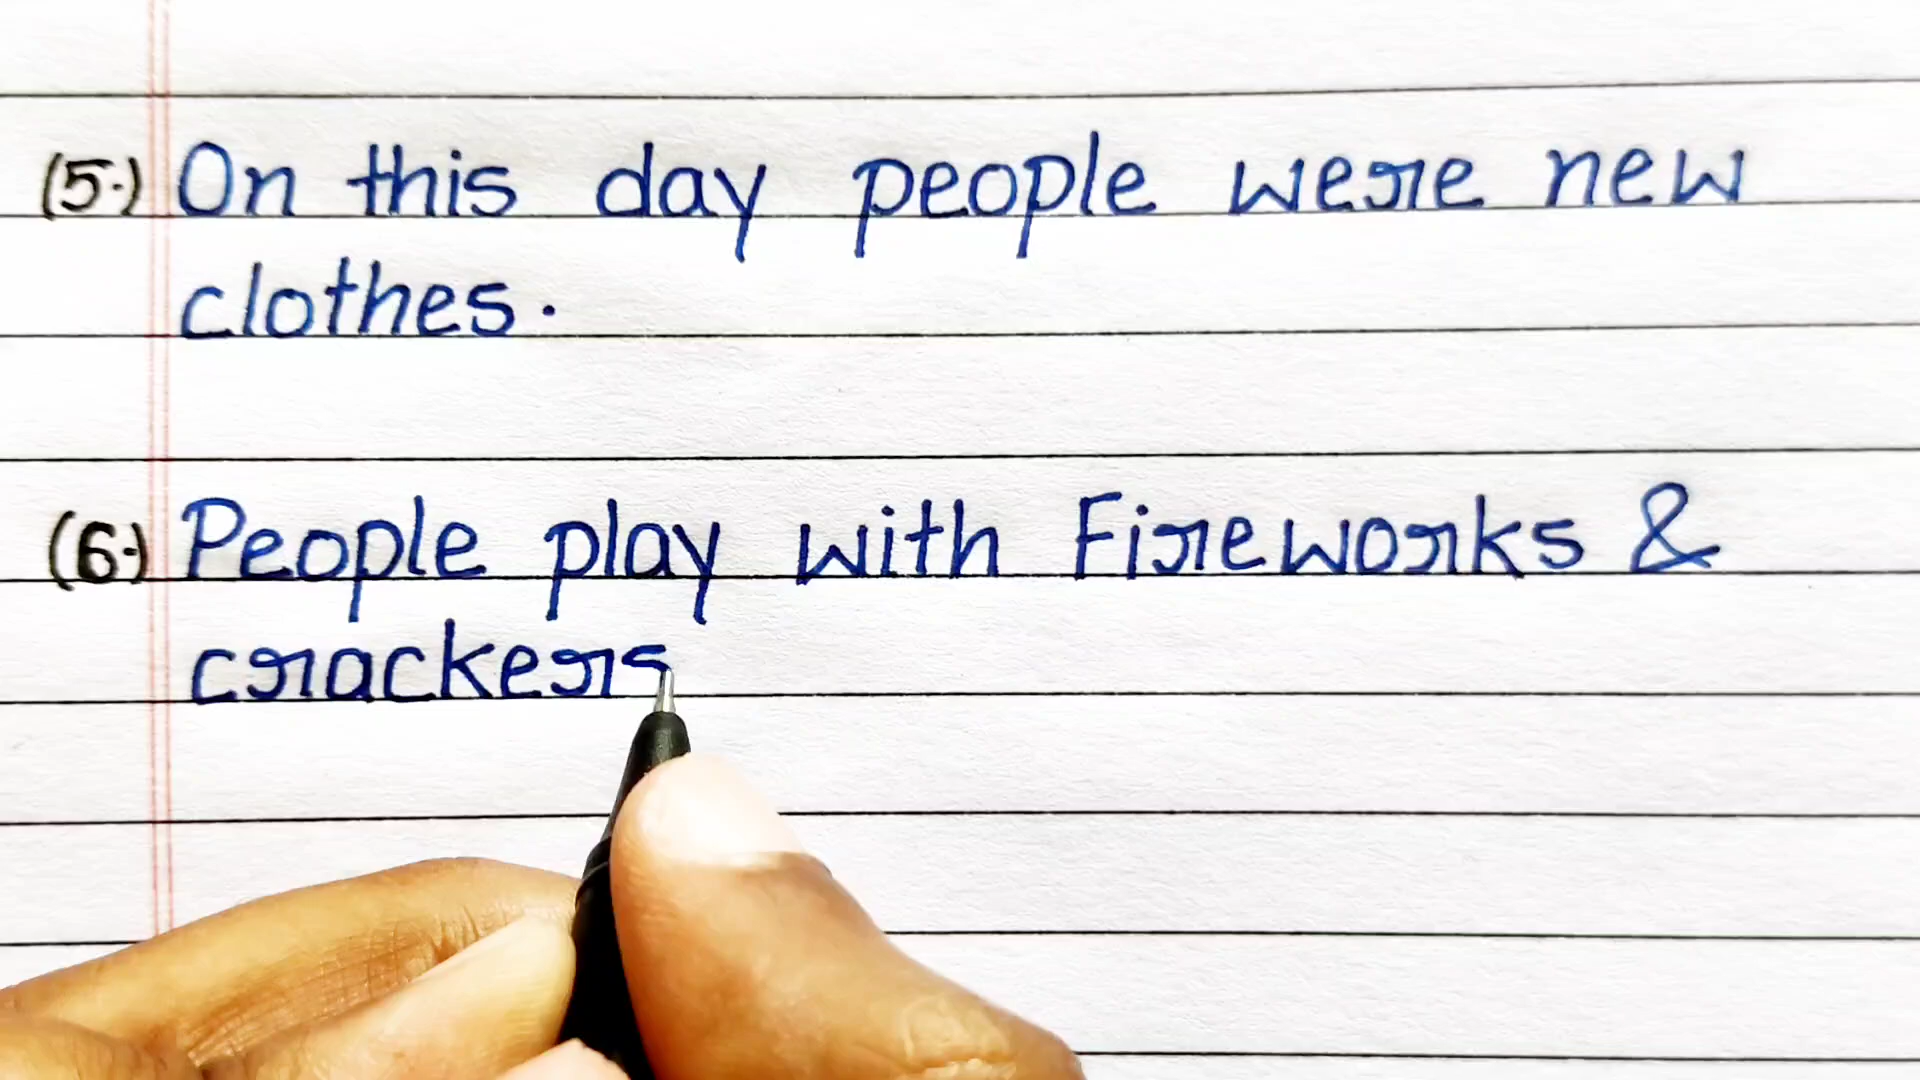 (5.) On this day people were new
clothes.
(6.) People play with Fireworks &
crackers